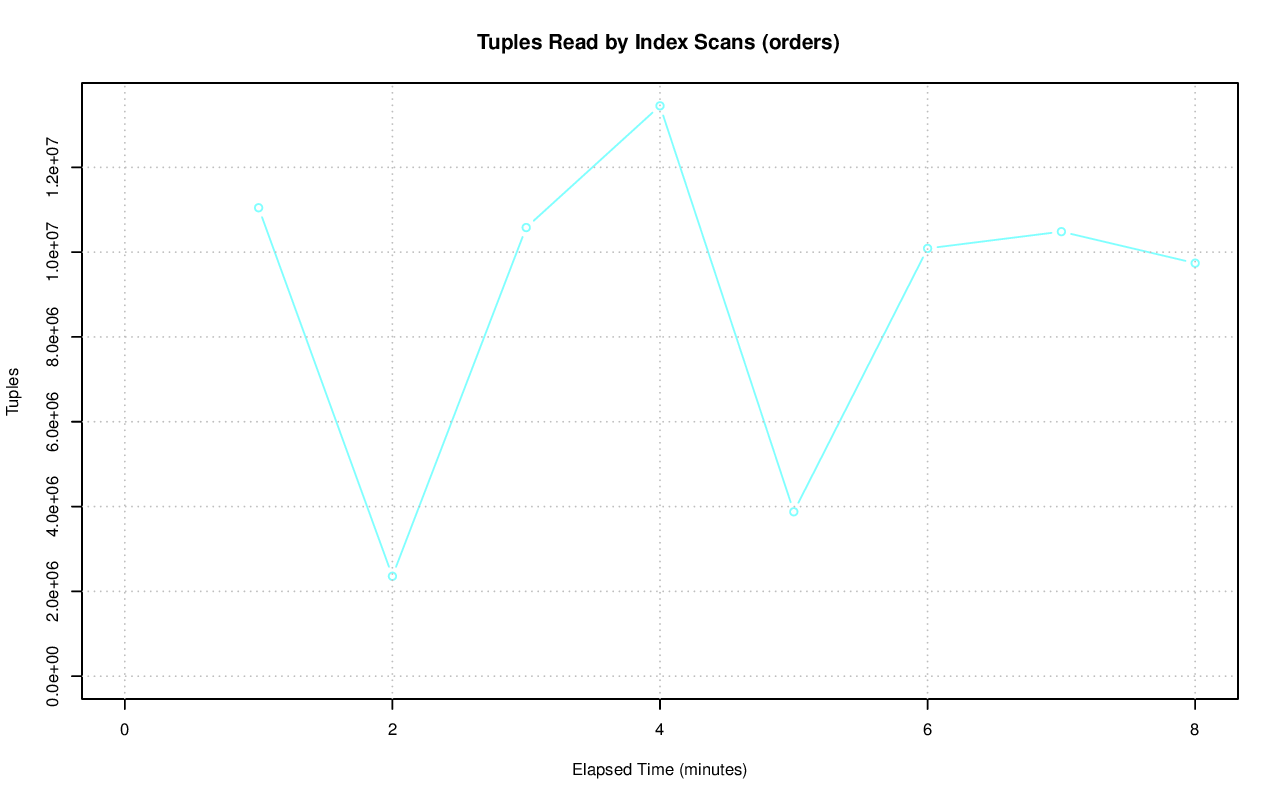 Tuples Read by Index Scans (orders)
Tuples
1.2e+07
1.0e+07
8.0e+06
6.0e+06
4.0e+06
2.0e+06
0.0e+00
0 2 4 6 8
Elapsed Time (minutes)